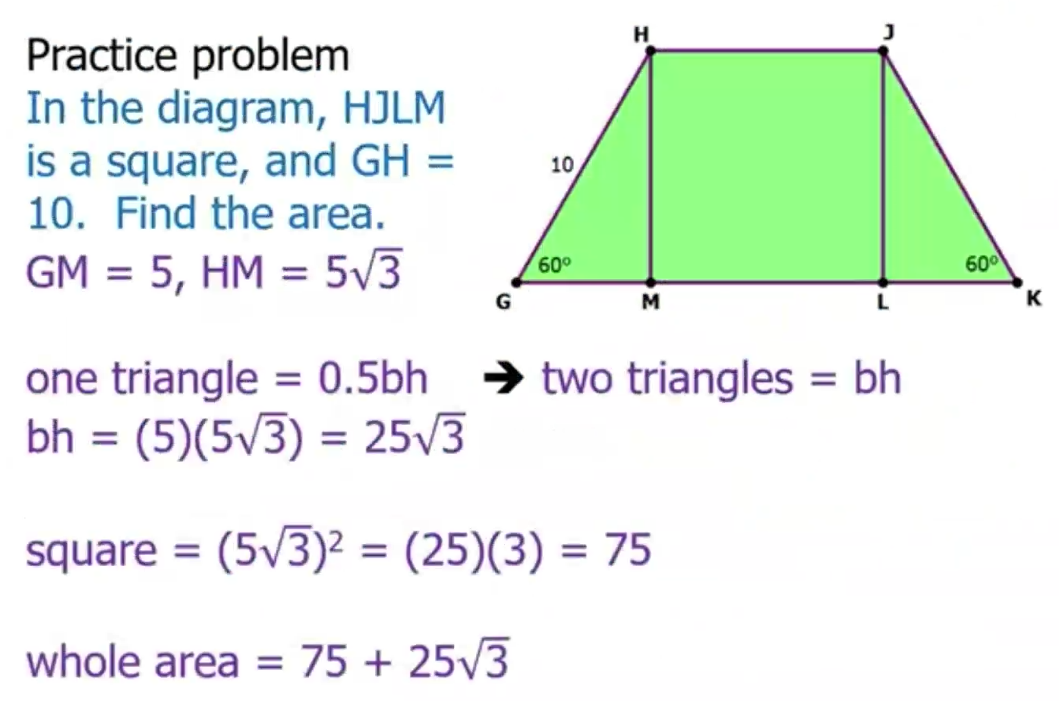 Practice problem
In the diagram, HJLM
is a square, and GH =
10. Find the area.
GM = 5, HM = 5√3
H
J
10
60º
60º
G
M
L
K
one triangle = 0.5bh ➔ two triangles = bh
bh = (5)(5√3) = 25√3
square = (5√3)² = (25)(3) = 75
whole area = 75 + 25√3